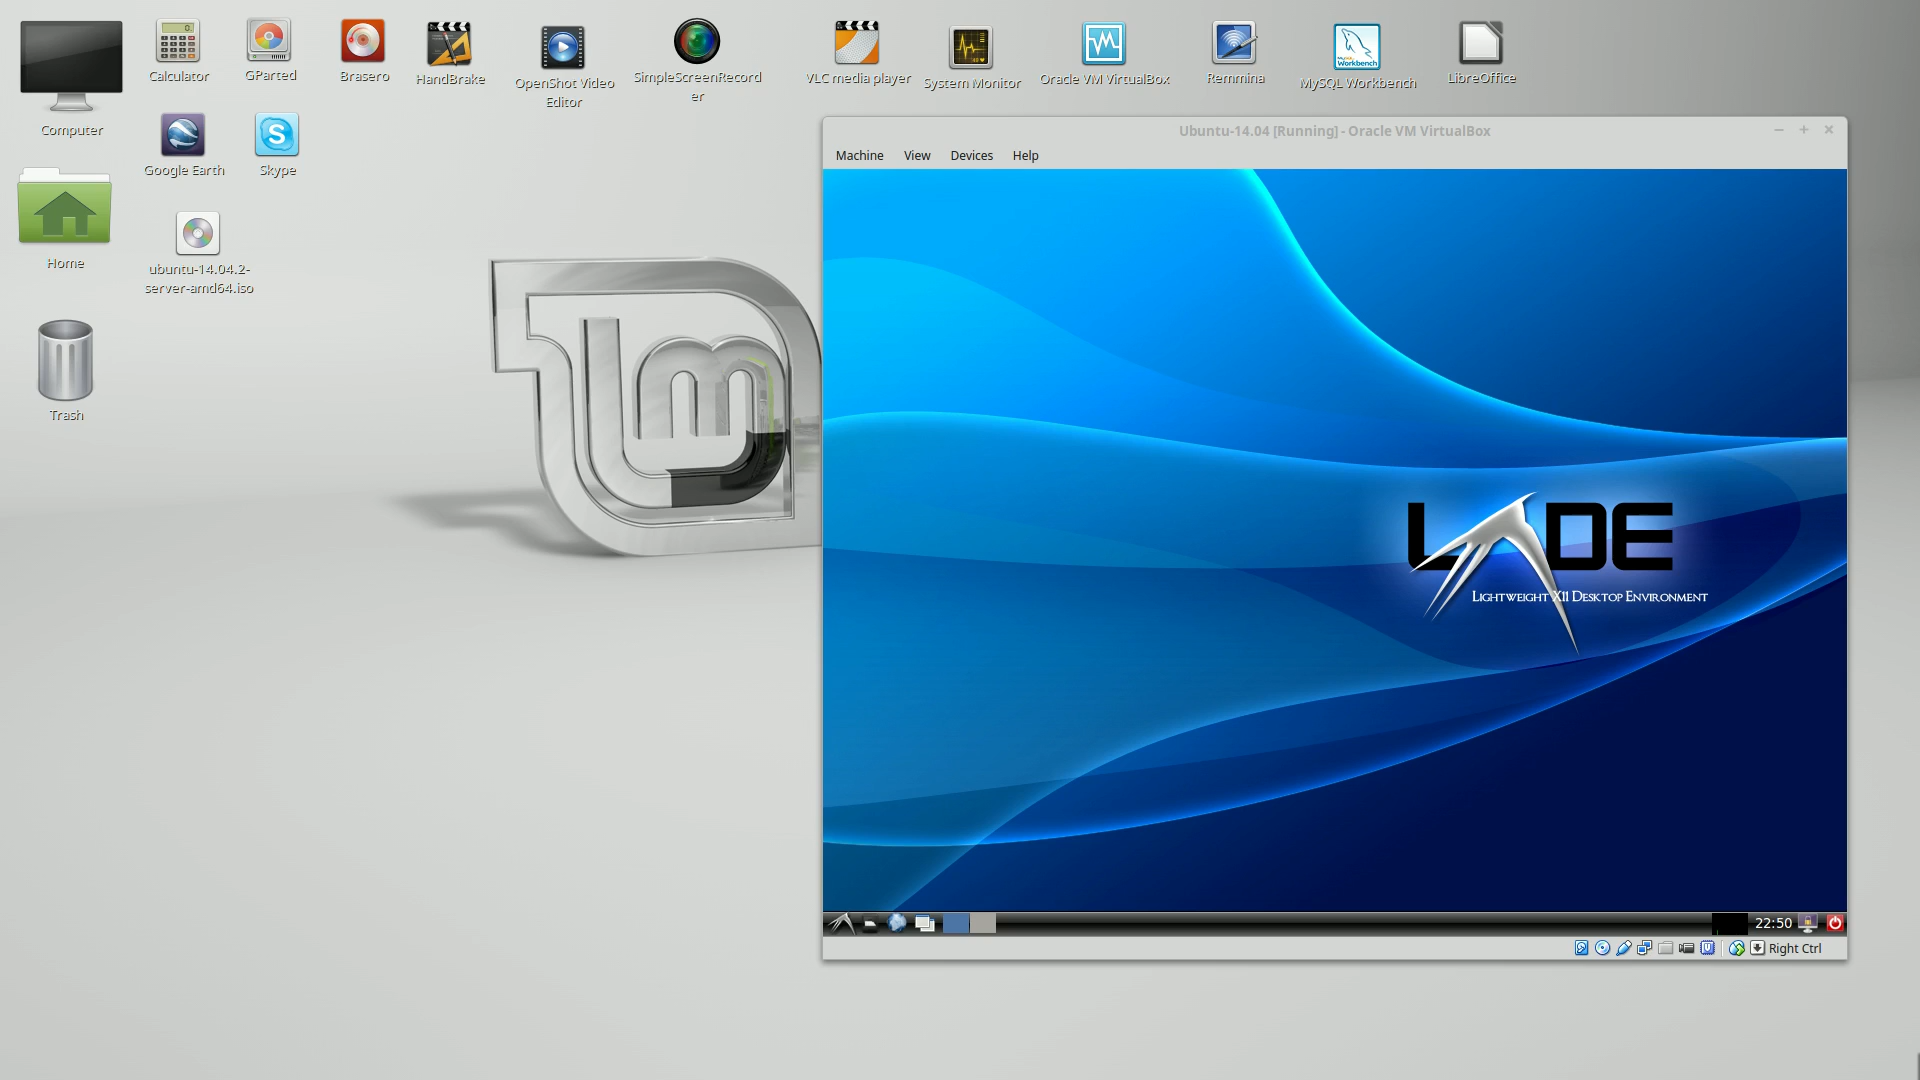 Computer
Calculator
GParted
Brasero
HandBrake
OpenShot Video
Editor
SimpleScreenRecord
er
VLC media player
System Monitor
Oracle VM VirtualBox
Remmina
MySQL Workbench
LibreOffice
Google Earth
Skype
Home
ubuntu-14.04.2-
server-amd64.iso
Trash
lm
Ubuntu-14.04 [Running] - Oracle VM VirtualBox
Machine View Devices Help
LXDE
Lightweight X11 Desktop Environment
22:50
Right Ctrl